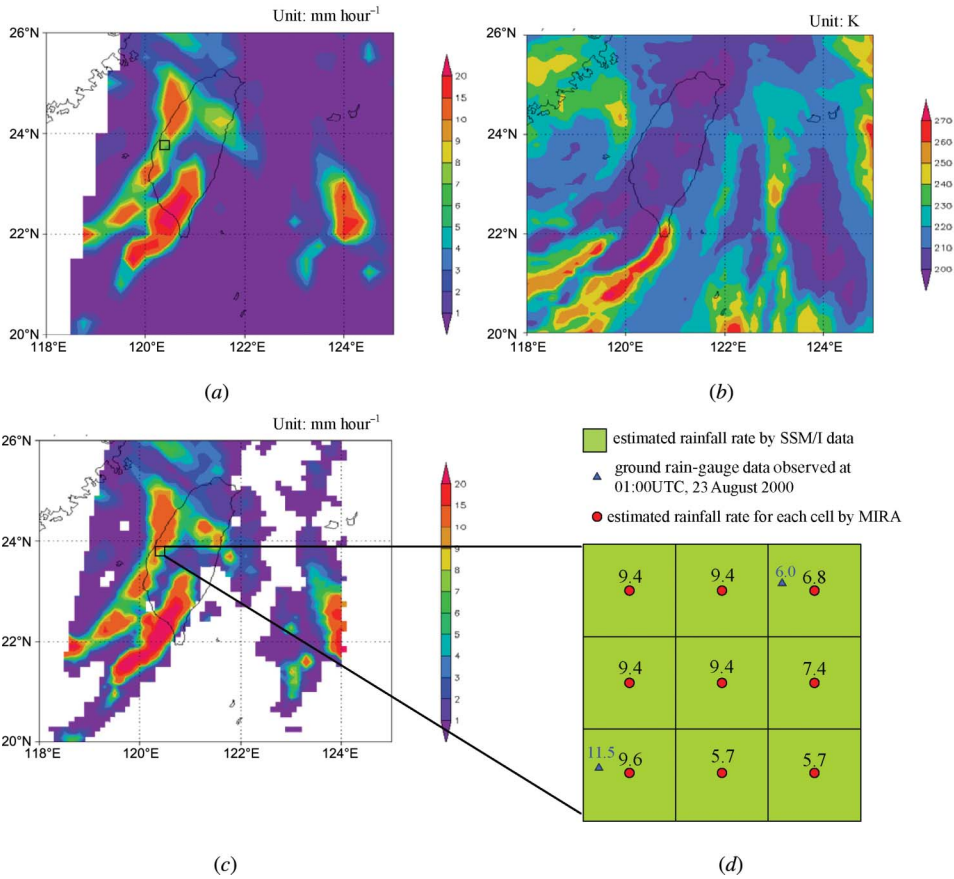 Unit: mm hour⁻¹
26°N
24°N
22°N
20°N
118°E
120°E
122°E
124°E
20
15
10
9
8
7
6
5
4
3
2
1
(a)
Unit: K
26°N
24°N
22°N
20°N
118°E
120°E
122°E
124°E
270
260
250
240
230
220
210
200
(b)
Unit: mm hour⁻¹
26°N
24°N
22°N
20°N
118°E
120°E
122°E
124°E
20
15
10
9
8
7
6
5
4
3
2
1
(c)
estimated rainfall rate by SSM/I data
ground rain-gauge data observed at
01:00UTC, 23 August 2000
estimated rainfall rate for each cell by MIRA
9.4 9.4 6.0 6.8
9.4 9.4 7.4
11.5 9.6 5.7 5.7
(d)